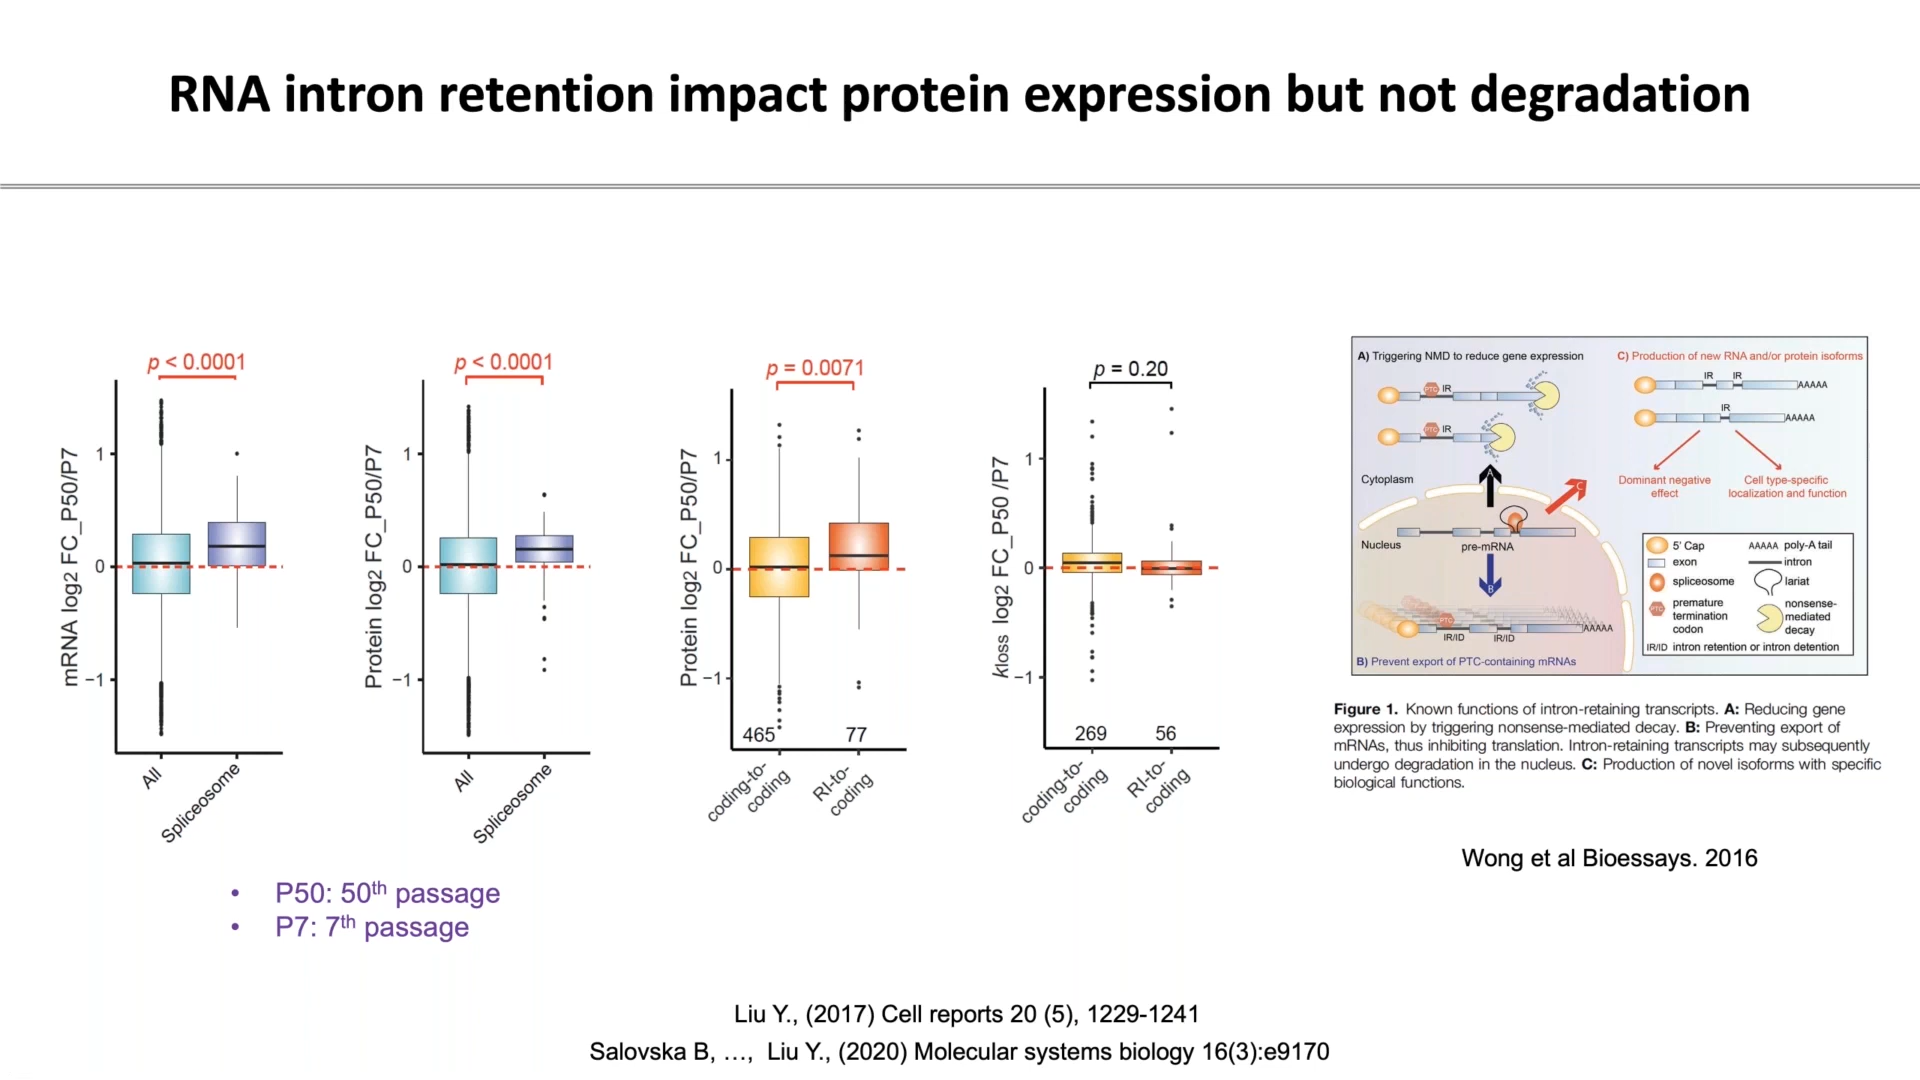 RNA intron retention impact protein expression but not degradation
p < 0.0001
mRNA log2 FC_P50/P7
1
0
−1
All
Spliceosome
p < 0.0001
Protein log2 FC_P50/P7
1
0
−1
All
Spliceosome
p = 0.0071
Protein log2 FC_P50/P7
1
0
−1
465
77
coding-to-
coding
RI-to-
coding
p = 0.20
kloss log2 FC_P50 /P7
1
0
−1
269
56
coding-to-
coding
RI-to-
coding
• P50: 50th passage
• P7: 7th passage
A) Triggering NMD to reduce gene expression
PTC IR
PTC IR
Cytoplasm
A
C
Nucleus
pre-mRNA
B
PTC
AAAAA
IR/ID
IR/ID
B) Prevent export of PTC-containing mRNAs
C) Production of new RNA and/or protein isoforms
IR IR
AAAAA
IR
AAAAA
Dominant negative
effect
Cell type-specific
localization and function
5' Cap
exon
spliceosome
PTC
premature
termination
codon
AAAAA poly-A tail
intron
lariat
nonsense-
mediated
decay
IR/ID intron retention or intron detention
Figure 1. Known functions of intron-retaining transcripts. A: Reducing gene
expression by triggering nonsense-mediated decay. B: Preventing export of
mRNAs, thus inhibiting translation. Intron-retaining transcripts may subsequently
undergo degradation in the nucleus. C: Production of novel isoforms with specific
biological functions.
Wong et al Bioessays. 2016
Liu Y., (2017) Cell reports 20 (5), 1229-1241
Salovska B, …, Liu Y., (2020) Molecular systems biology 16(3):e9170